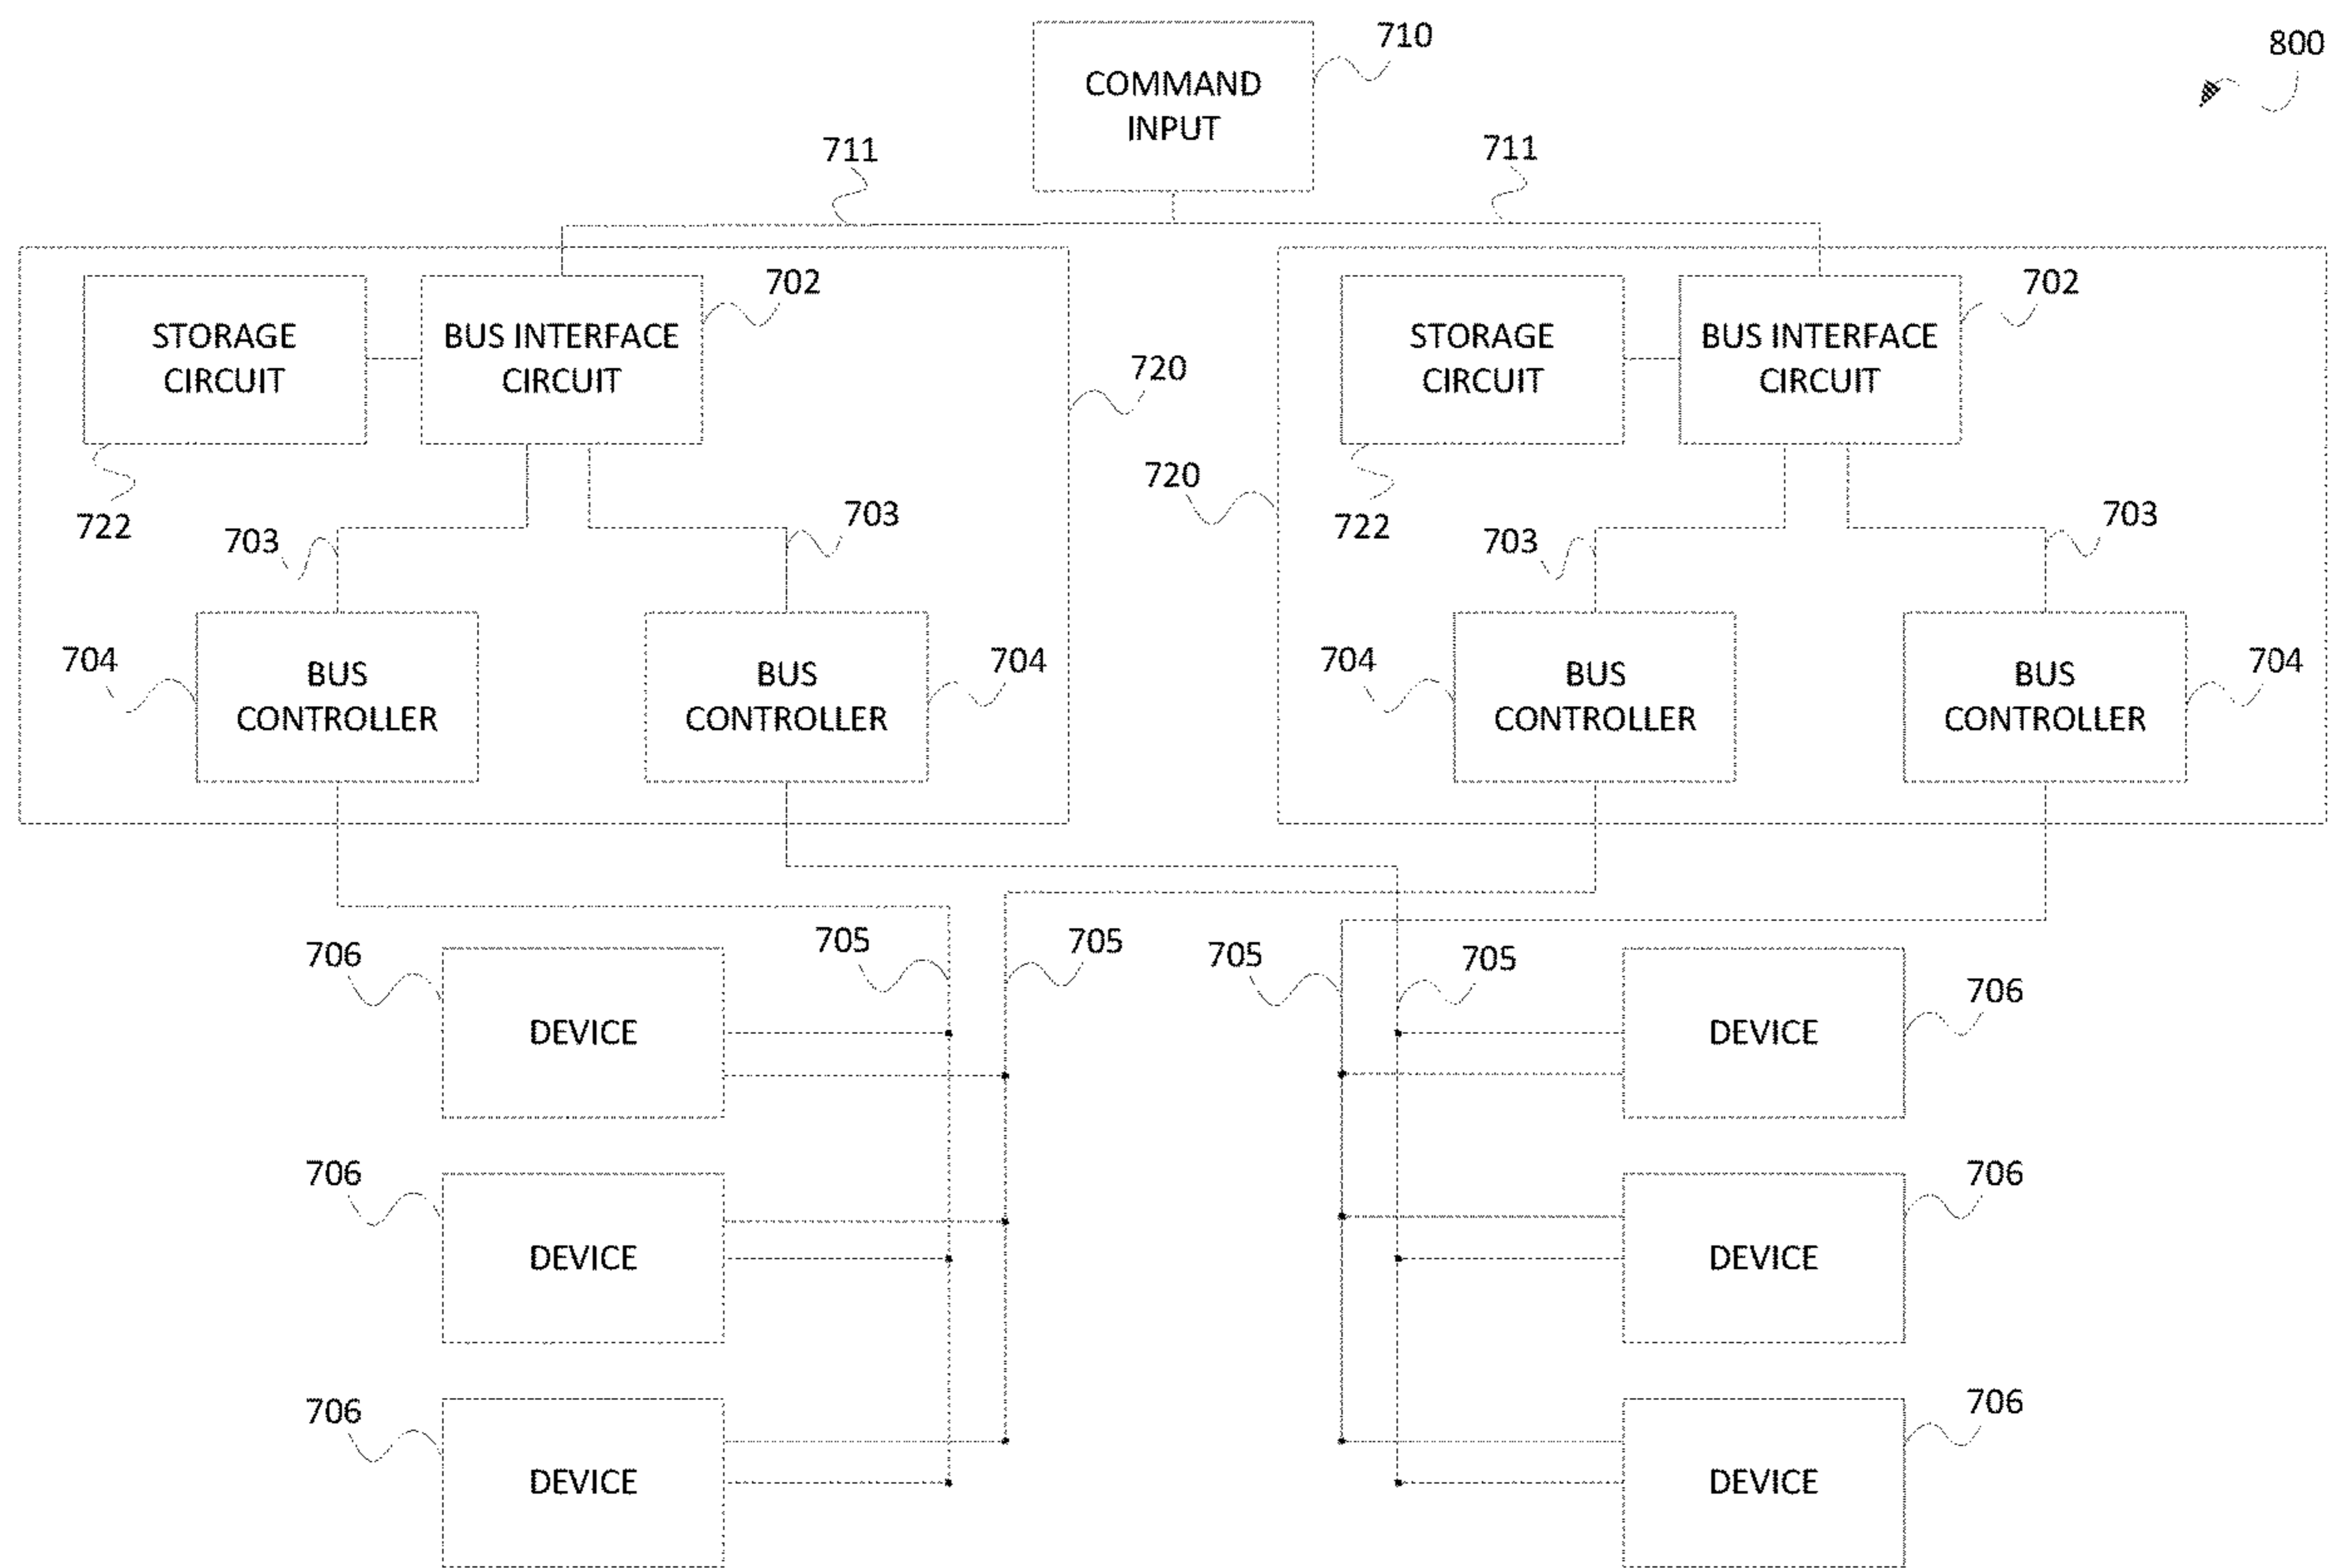 710
800
COMMAND
INPUT
711
711
702
702
STORAGE
CIRCUIT
BUS INTERFACE
CIRCUIT
720
STORAGE
CIRCUIT
BUS INTERFACE
CIRCUIT
720
722
703
703
722
703
703
704
BUS
CONTROLLER
BUS
CONTROLLER
704
704
BUS
CONTROLLER
BUS
CONTROLLER
704
706
705
705
705
705
706
DEVICE
DEVICE
706
706
DEVICE
DEVICE
706
706
DEVICE
DEVICE